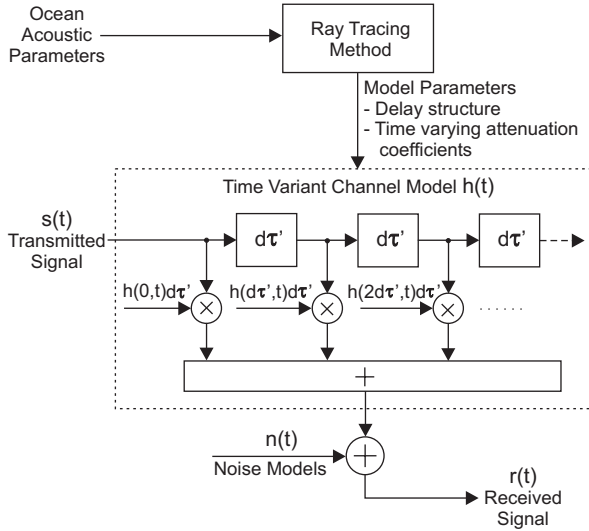 Ocean
Acoustic
Parameters
Ray Tracing
Method
Model Parameters
- Delay structure
- Time varying attenuation
coefficients
Time Variant Channel Model h(t)
s(t)
Transmitted
Signal
dτ'
dτ'
dτ'
h(0,t)dτ'
h(dτ',t)dτ'
h(2dτ',t)dτ'
×
×
×
......
+
n(t)
Noise Models
+
r(t)
Received
Signal